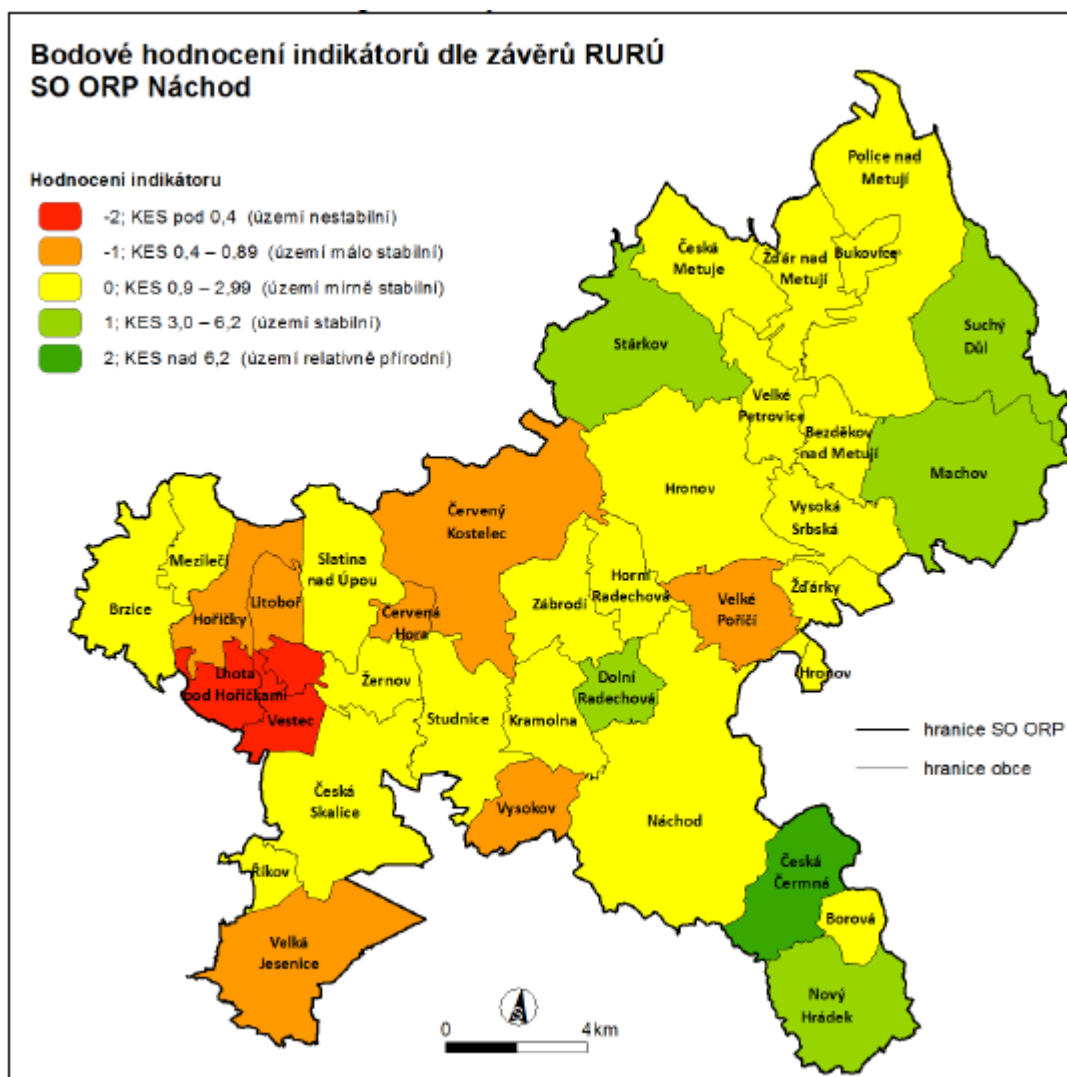 Bodové hodnocení indikátorů dle závěrů RURÚ
SO ORP Náchod
Hodnocení indikátoru
-2; KES pod 0,4 (území nestabilní)
-1; KES 0,4 – 0,89 (území málo stabilní)
0; KES 0,9 – 2,99 (území mírně stabilní)
1; KES 3,0 – 6,2 (území stabilní)
2; KES nad 6,2 (území relativně přírodní)
Police nad
Metují
Česká
Metuje
Žďár nad
Metují
Bukovice
Suchý
Důl
Stárkov
Velké
Petrovice
Bezděkov
nad Metují
Machov
Hronov
Červený
Kostelec
Vysoká
Srbská
Mezilečí
Slatina
nad Úpou
Horní
Radechová
Žďárky
Brzice
Litoboř
Hořičky
Červená
Hora
Zábrodí
Velké
Poříčí
Hronov
Lhota
pod Hořičkami
Žernov
Dolní
Radechová
Vestec
Studnice
Kramolna
hranice SO ORP
hranice obce
Česká
Skalice
Vysokov
Náchod
Česká
Čermná
Říkov
Borová
Velká
Jesenice
Nový
Hrádek
S
0 4 km